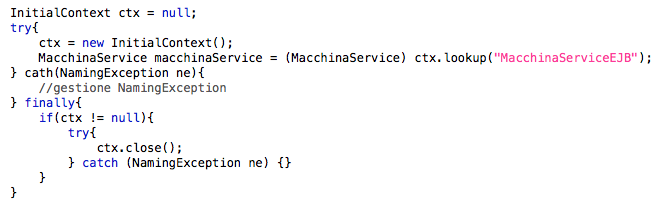 InitialContext ctx = null;
try{
    ctx = new InitialContext();
    MacchinaService macchinaService = (MacchinaService) ctx.lookup("MacchinaServiceEJB");
} cath(NamingException ne){
    //gestione NamingException
} finally{
    if(ctx != null){
        try{
            ctx.close();
        } catch (NamingException ne) {}
    }
}